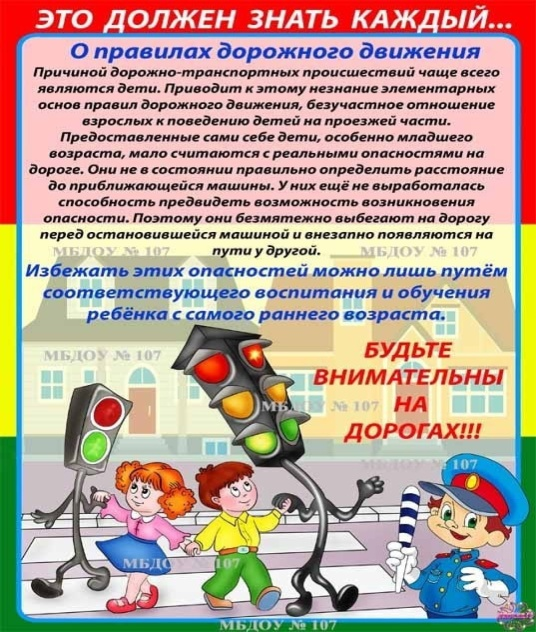 ЭТО ДОЛЖЕН ЗНАТЬ КАЖДЫЙ...
О правилах дорожного движения
Причиной дорожно-транспортных происшествий чаще всего
являются дети. Приводит к этому незнание элементарных
основ правил дорожного движения, безучастное отношение
взрослых к поведению детей на проезжей части.
Предоставленные сами себе дети, особенно младшего
возраста, мало считаются с реальными опасностями на
дороге. Они не в состоянии правильно определить расстояние
до приближающейся машины. У них ещё не выработалась
способность предвидеть возможность возникновения
опасности. Поэтому они безмятежно выбегают на дорогу
перед остановившейся машиной и внезапно появляются на
МБДОУ № 107 пути у другой. МБДОУ № 107
Избежать этих опасностей можно лишь путём
соответствующего воспитания и обучения
ребёнка с самого раннего возраста.
МБДОУ № 107
БУДЬТЕ
ВНИМАТЕЛЬНЫ
МБДОУ № 107
НА
ДОРОГАХ!!!
МБДОУ № 107
МБДОУ № 107
МБДОУ № 107